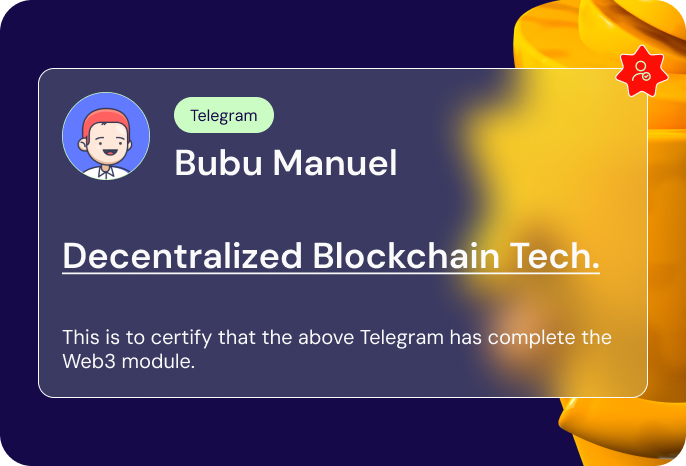 Telegram
Bubu Manuel
Decentralized Blockchain Tech.
This is to certify that the above Telegram has complete the
Web3 module.